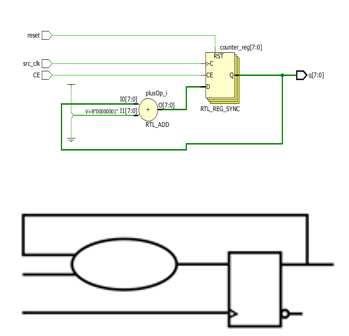 counter_reg[7:0]
reset
RST
src_clk
C
CE
CE
Q
q[7:0]
D
plusOp_i
I0[7:0]
O[7:0]
V=B"00000001"
I1[7:0]
+
RTL_ADD
RTL_REG_SYNC